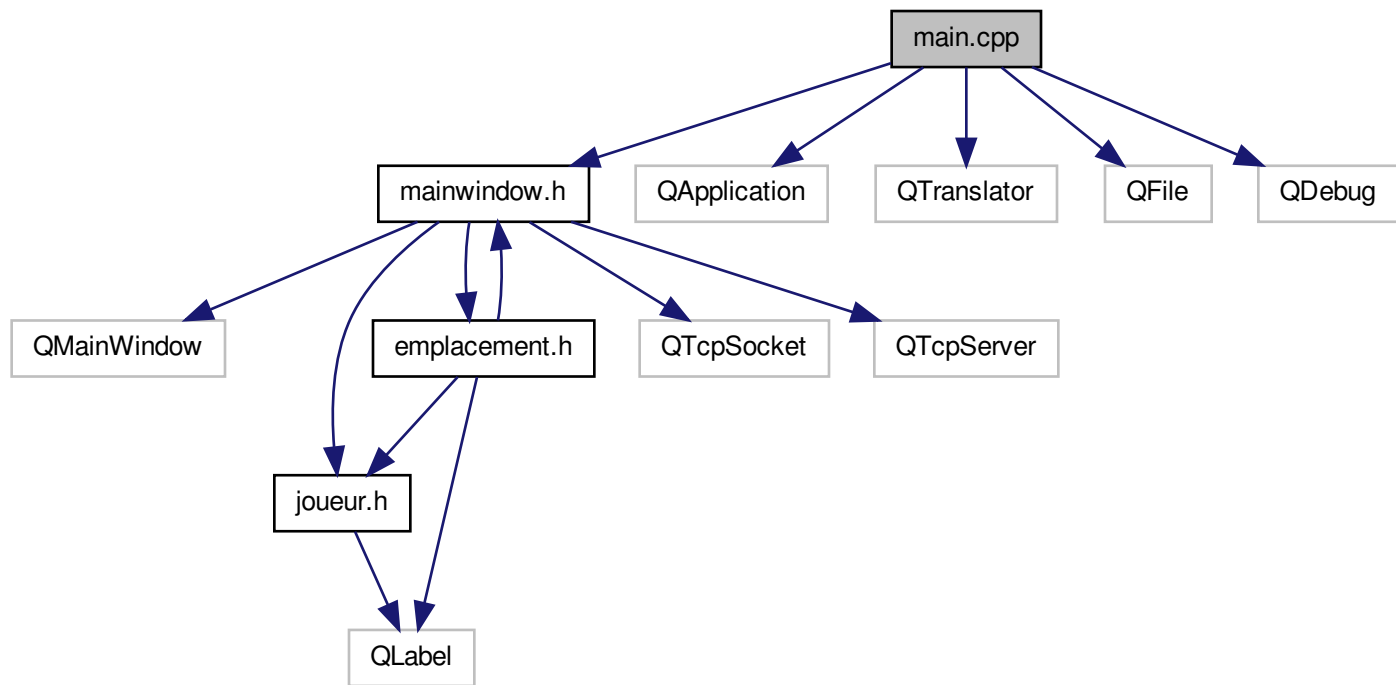 main.cpp
mainwindow.h
QApplication
QTranslator
QFile
QDebug
QMainWindow
emplacement.h
QTcpSocket
QTcpServer
joueur.h
QLabel